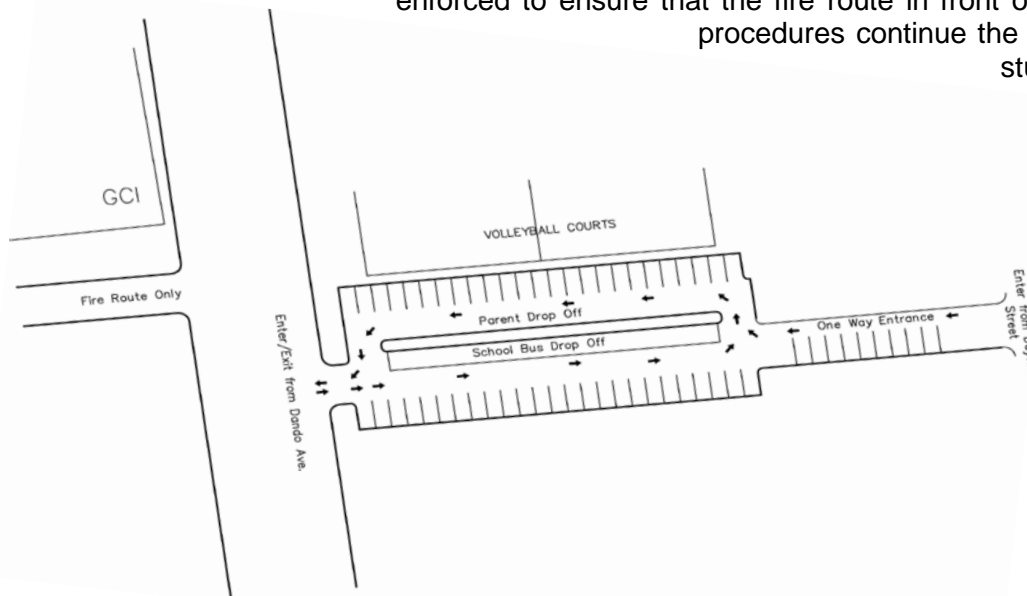 enforced to ensure that the fire route in front
procedures continue the
GCI
VOLLEYBALL COURTS
Fire Route Only
Parent Drop Off
School Bus Drop Off
One Way Entrance
Enter/Exit from Dando Ave.
Enter from
Street